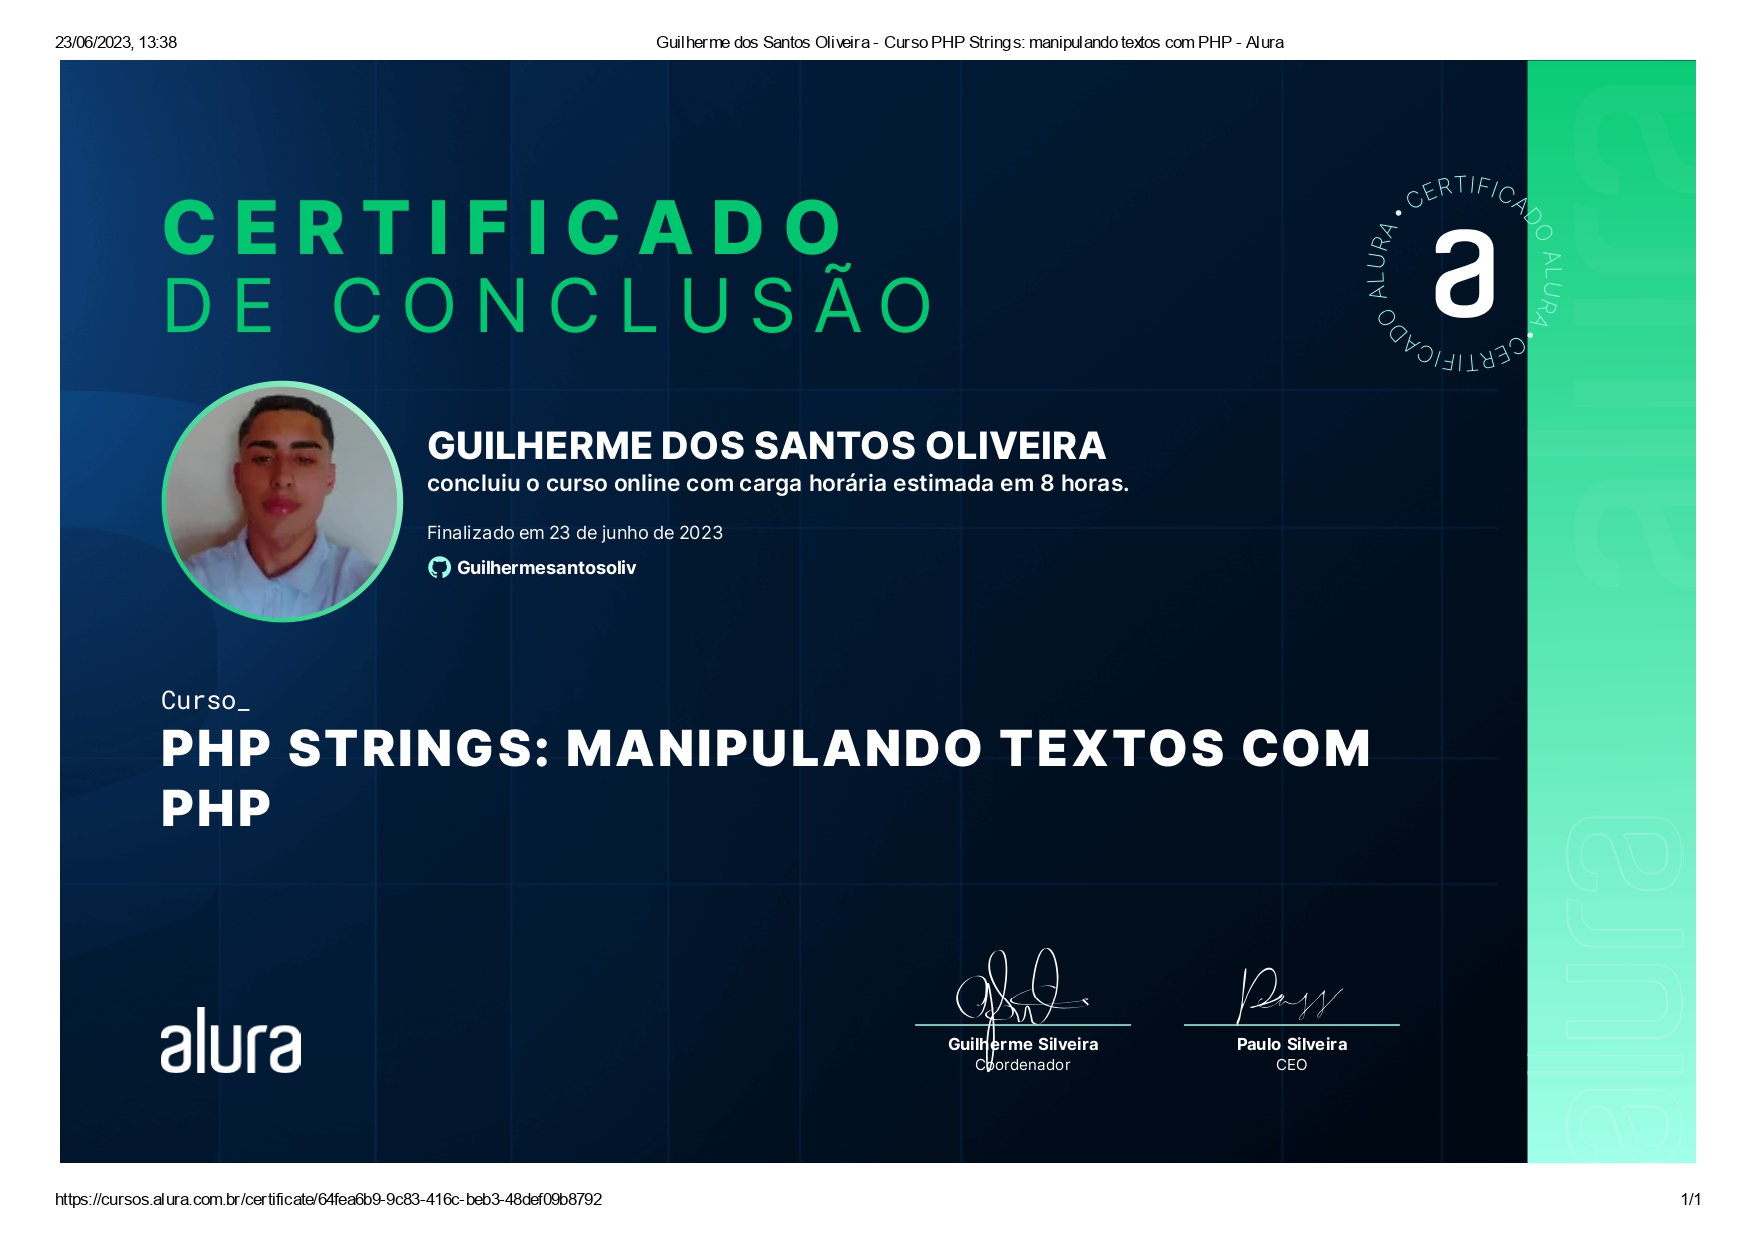 23/06/2023, 13:38
Guilherme dos Santos Oliveira - Curso PHP Strings: manipulando textos com PHP - Alura
CERTIFICADO
DE CONCLUSÃO
CERTIFICADO ALURA • CERTIFICADO ALURA •
a
GUILHERME DOS SANTOS OLIVEIRA
concluiu o curso online com carga horária estimada em 8 horas.
Finalizado em 23 de junho de 2023
Guilhermesantosoliv
Curso_
PHP STRINGS: MANIPULANDO TEXTOS COM
PHP
alura
Guilherme Silveira
Coordenador
Paulo Silveira
CEO
alura
alura
https://cursos.alura.com.br/certificate/64fea6b9-9c83-416c-beb3-48def09b8792
1/1